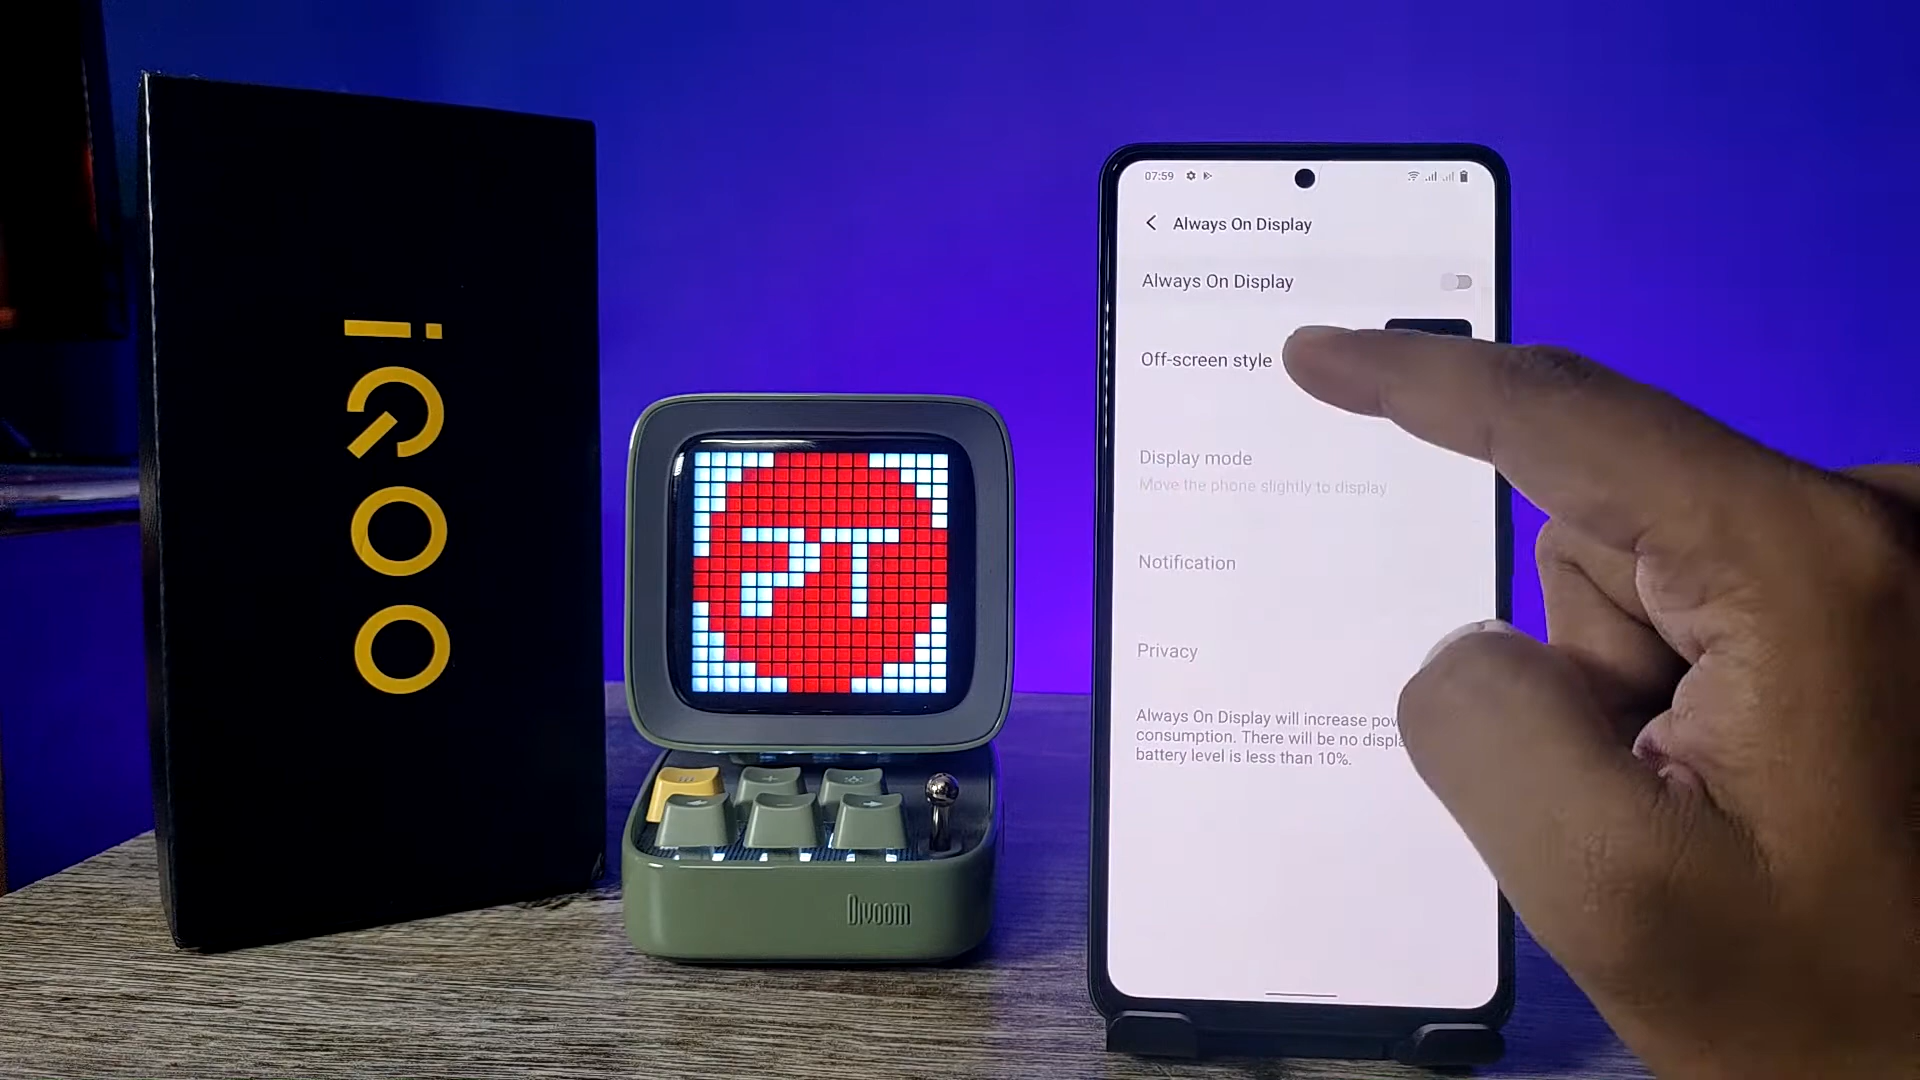 iQOO
PT
Divoom
07:59
Always On Display
Always On Display
Off-screen style
Display mode
Move the phone slightly to display
Notification
Privacy
Always On Display will increase
consumption. There will be no
battery level is less than 10%.